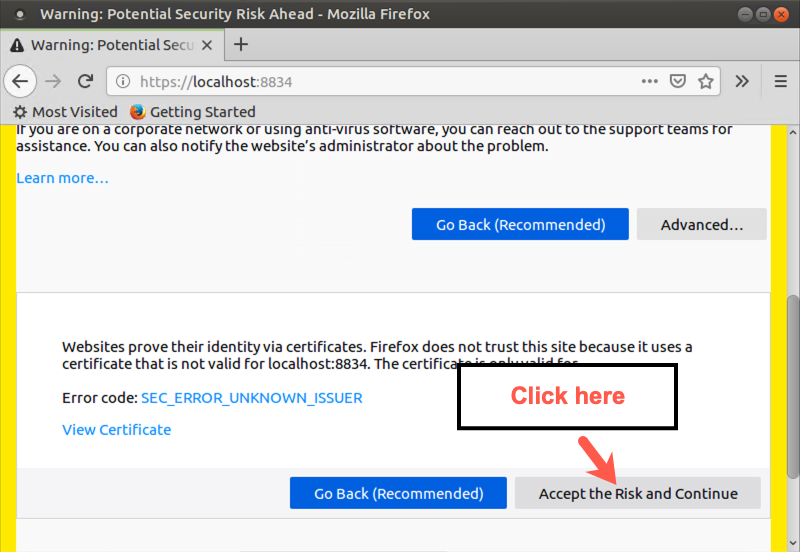 Warning: Potential Security Risk Ahead - Mozilla Firefox
Warning: Potential Secu
https://localhost:8834
Most Visited Getting Started
If you are on a corporate network or using anti-virus software, you can reach out to the support teams for
assistance. You can also notify the website's administrator about the problem.
Learn more…
Go Back (Recommended) Advanced…
Websites prove their identity via certificates. Firefox does not trust this site because it uses a
certificate that is not valid for localhost:8834. The certificate is only valid for
Error code: SEC_ERROR_UNKNOWN_ISSUER
Click here
View Certificate
Go Back (Recommended) Accept the Risk and Continue